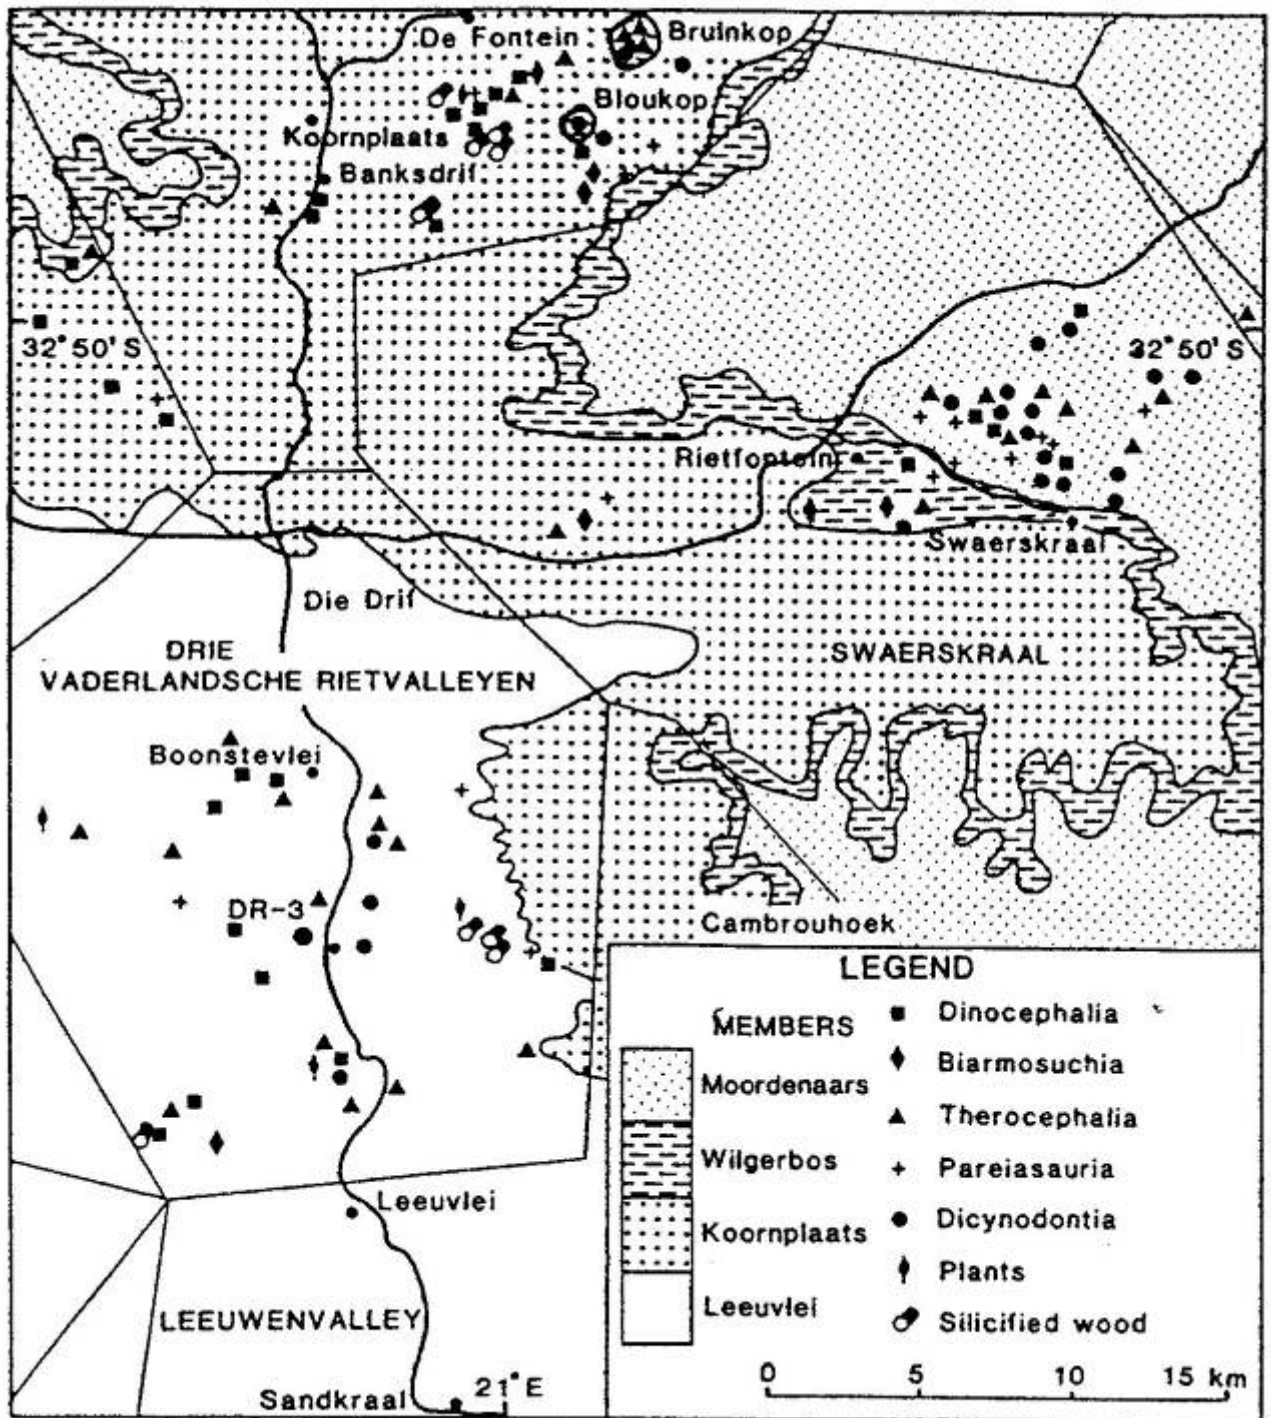 De Fontein
Bruinkop
Bloukop
Koornplaats
Banksdrif
32° 50' S
32° 50' S
Rietfontein
Swaerskraal
Die Drif
DRIE
VADERLANDSCHE RIETVALLEYEN
SWAERSKRAAL
Boonstevlei
DR-3
Cambrouhoek
LEGEND
MEMBERS
Moordenaars
Wilgerbos
Koornplaats
Leeuvlei
Dinocephalia
Biarmosuchia
Therocephalia
Pareiasauria
Dicynodontia
Plants
Silicified wood
Leeuvlei
LEEUWENVALLEY
Sandkraal
21° E
0 5 10 15 km